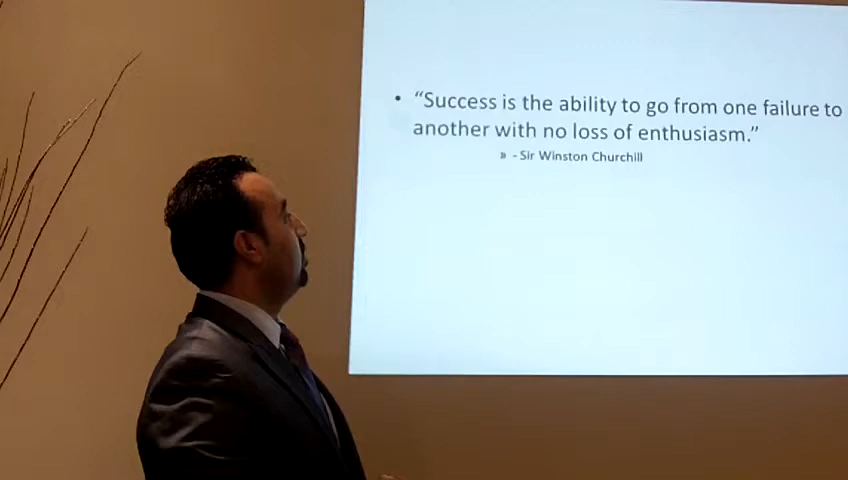 • “Success is the ability to go from one failure to
another with no loss of enthusiasm.”
» - Sir Winston Churchill